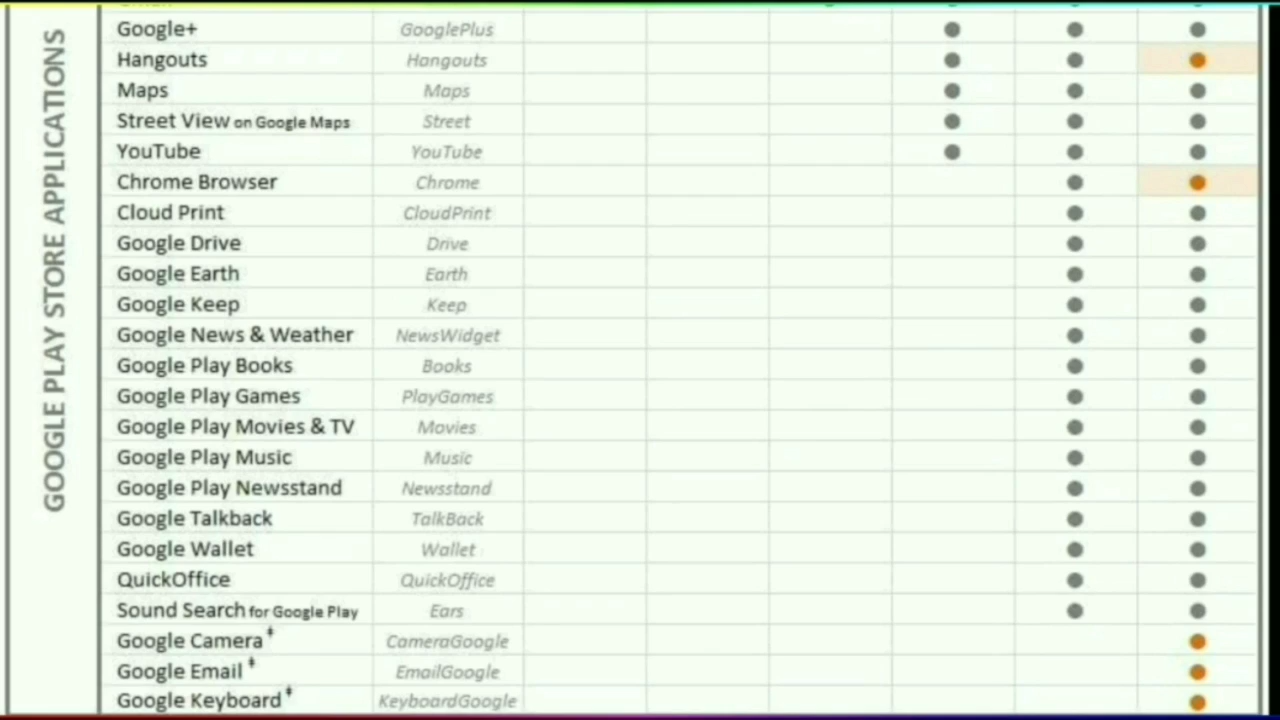 GOOGLE PLAY STORE APPLICATIONS
Google+ GooglePlus
Hangouts Hangouts
Maps Maps
Street View on Google Maps Street
YouTube YouTube
Chrome Browser Chrome
Cloud Print CloudPrint
Google Drive Drive
Google Earth Earth
Google Keep Keep
Google News & Weather NewsWidget
Google Play Books Books
Google Play Games PlayGames
Google Play Movies & TV Movies
Google Play Music Music
Google Play Newsstand Newsstand
Google Talkback TalkBack
Google Wallet Wallet
QuickOffice QuickOffice
Sound Search for Google Play Ears
Google Camera‡ CameraGoogle
Google Email‡ EmailGoogle
Google Keyboard‡ KeyboardGoogle